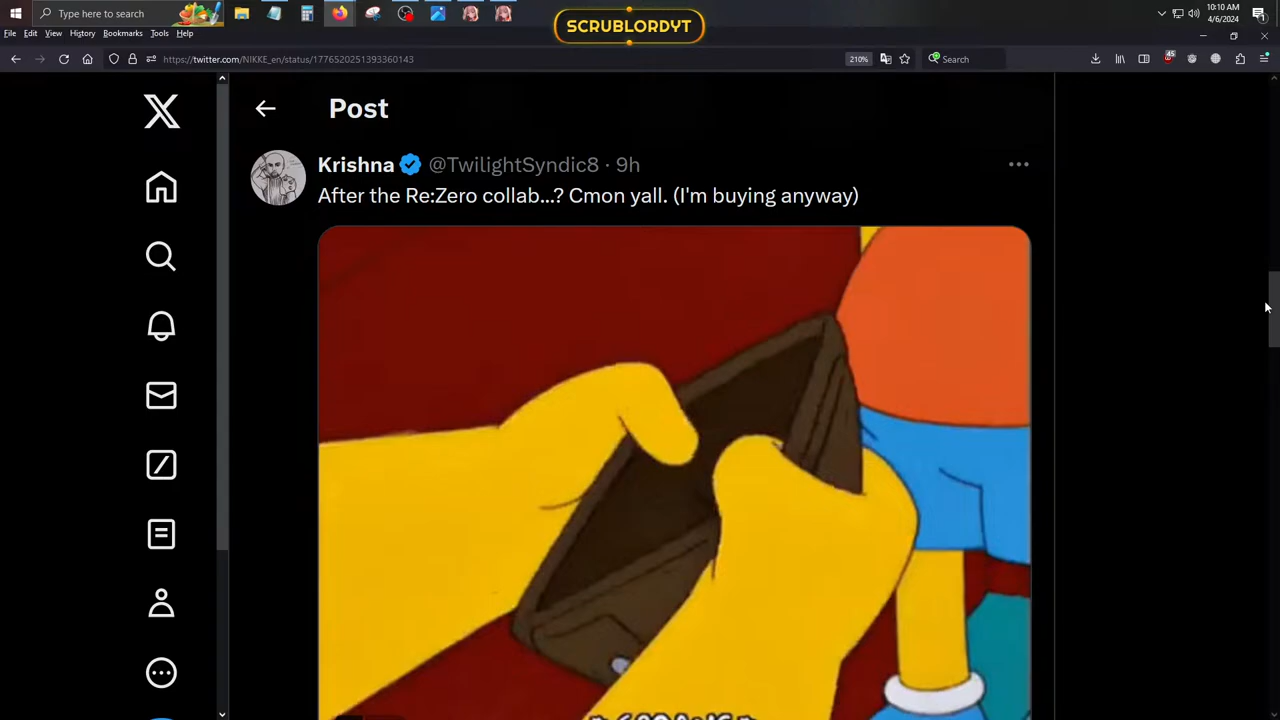 Type here to search
SCRUBLORDYT
10:10 AM
4/6/2024
File Edit View History Bookmarks Tools Help
https://twitter.com/NIKKE_en/status/1776520251393360143
210%
Search
45
Post
Krishna @TwilightSyndic8 · 9h
After the Re:Zero collab...? Cmon yall. (I'm buying anyway)